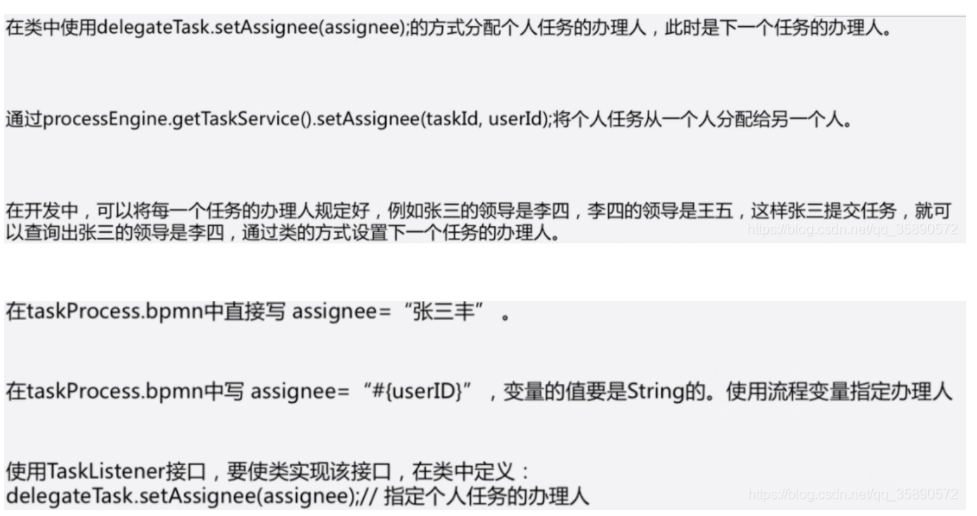 在类中使用delegateTask.setAssignee(assignee);的方式分配个人任务的办理人，此时是下一个任务的办理人。
通过processEngine.getTaskService().setAssignee(taskId, userId);将个人任务从一个人分配给另一个人。
在开发中，可以将每一个任务的办理人规定好，例如张三的领导是李四，李四的领导是王五，这样张三提交任务，就可
以查询出张三的领导是李四，通过类的方式设置下一个任务的办理人。
https://blog.csdn.net/qq_35890572
在taskProcess.bpmn中直接写 assignee=“张三丰” 。
在taskProcess.bpmn中写 assignee=“#{userID}” ，变量的值要是String的。使用流程变量指定办理人
使用TaskListener接口，要使类实现该接口，在类中定义：
delegateTask.setAssignee(assignee);// 指定个人任务的办理人
https://blog.csdn.net/qq_35890572